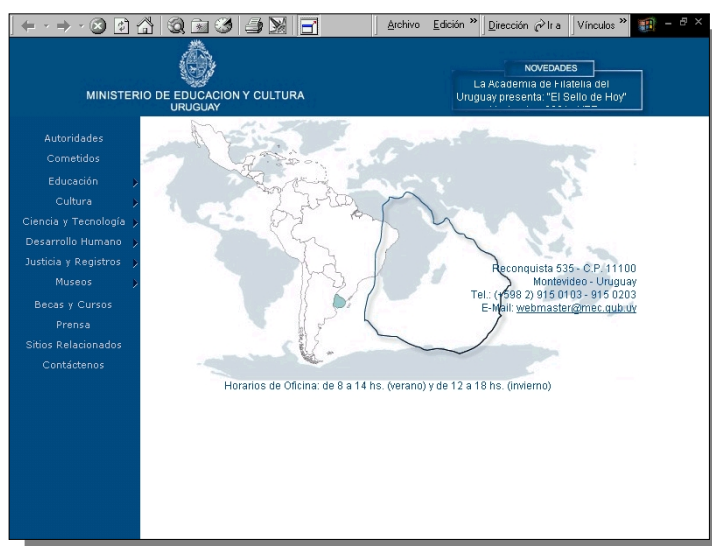 Archivo Edición » Dirección Ir a Vínculos »
MINISTERIO DE EDUCACION Y CULTURA
URUGUAY
NOVEDADES
La Academia de Filatelia del
Uruguay presenta: "El Sello de Hoy"
Autoridades
Cometidos
Educación
Cultura
Ciencia y Tecnología
Desarrollo Humano
Justicia y Registros
Museos
Becas y Cursos
Prensa
Sitios Relacionados
Contáctenos
Reconquista 535 - C.P. 11100
Montevideo - Uruguay
Tel.: (+598 2) 915 0103 - 915 0203
E-Mail: webmaster@mec.gub.uy
Horarios de Oficina: de 8 a 14 hs. (verano) y de 12 a 18 hs. (invierno)